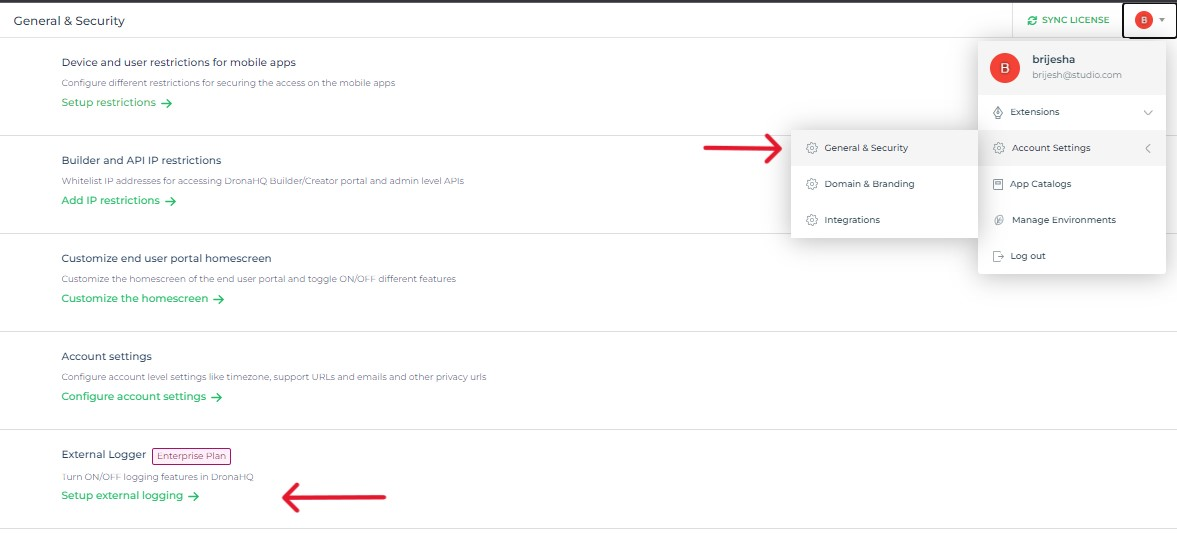 General & Security
SYNC LICENSE
B
Device and user restrictions for mobile apps
Configure different restrictions for securing the access on the mobile apps
Setup restrictions
Builder and API IP restrictions
Whitelist IP addresses for accessing DronaHQ Builder/Creator portal and admin level APIs
Add IP restrictions
Customize end user portal homescreen
Customize the homescreen of the end user portal and toggle ON/OFF different features
Customize the homescreen
Account settings
Configure account level settings like timezone, support URLs and emails and other privacy urls
Configure account settings
External Logger
Enterprise Plan
Turn ON/OFF logging features in DronaHQ
Setup external logging
B
brijesha
brijesh@studio.com
Extensions
Account Settings
App Catalogs
Manage Environments
Log out
General & Security
Domain & Branding
Integrations